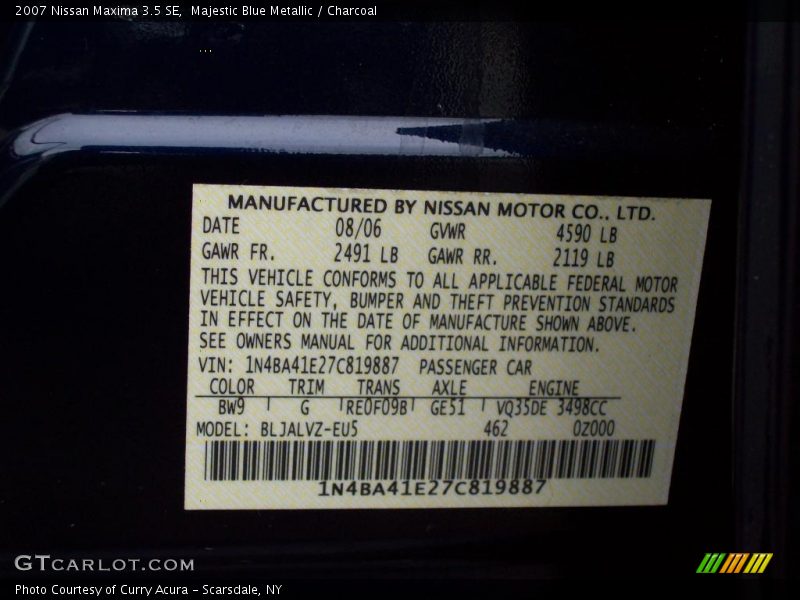 2007 Nissan Maxima 3.5 SE,  Majestic Blue Metallic / Charcoal
MANUFACTURED BY NISSAN MOTOR CO., LTD.
DATE 08/06 GVWR 4590 LB
GAWR FR. 2491 LB GAWR RR. 2119 LB
THIS VEHICLE CONFORMS TO ALL APPLICABLE FEDERAL MOTOR
VEHICLE SAFETY, BUMPER AND THEFT PREVENTION STANDARDS
IN EFFECT ON THE DATE OF MANUFACTURE SHOWN ABOVE.
SEE OWNERS MANUAL FOR ADDITIONAL INFORMATION.
VIN: 1N4BA41E27C819887 PASSENGER CAR
COLOR TRIM TRANS AXLE ENGINE
BW9 G RE0F09B GE51 VQ35DE 3498CC
MODEL: BLJALVZ-EU5 462 0Z000
1N4BA41E27C819887
GTCARLOT.COM
Photo Courtesy of Curry Acura - Scarsdale, NY